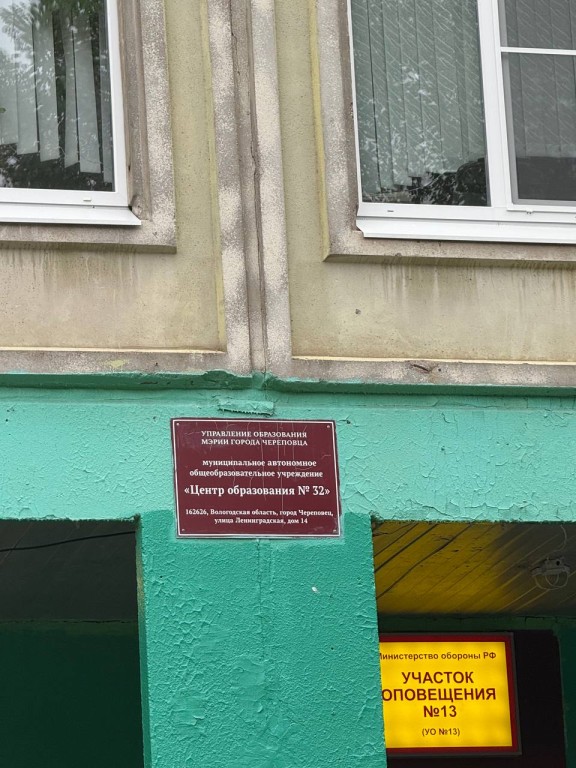 УПРАВЛЕНИЕ ОБРАЗОВАНИЯ
МЭРИИ ГОРОДА ЧЕРЕПОВЦА
муниципальное автономное
общеобразовательное учреждение
«Центр образования № 32»
162626, Вологодская область, город Череповец,
улица Ленинградская, дом 14
Министерство обороны РФ
УЧАСТОК
ОПОВЕЩЕНИЯ
№13
(УО №13)